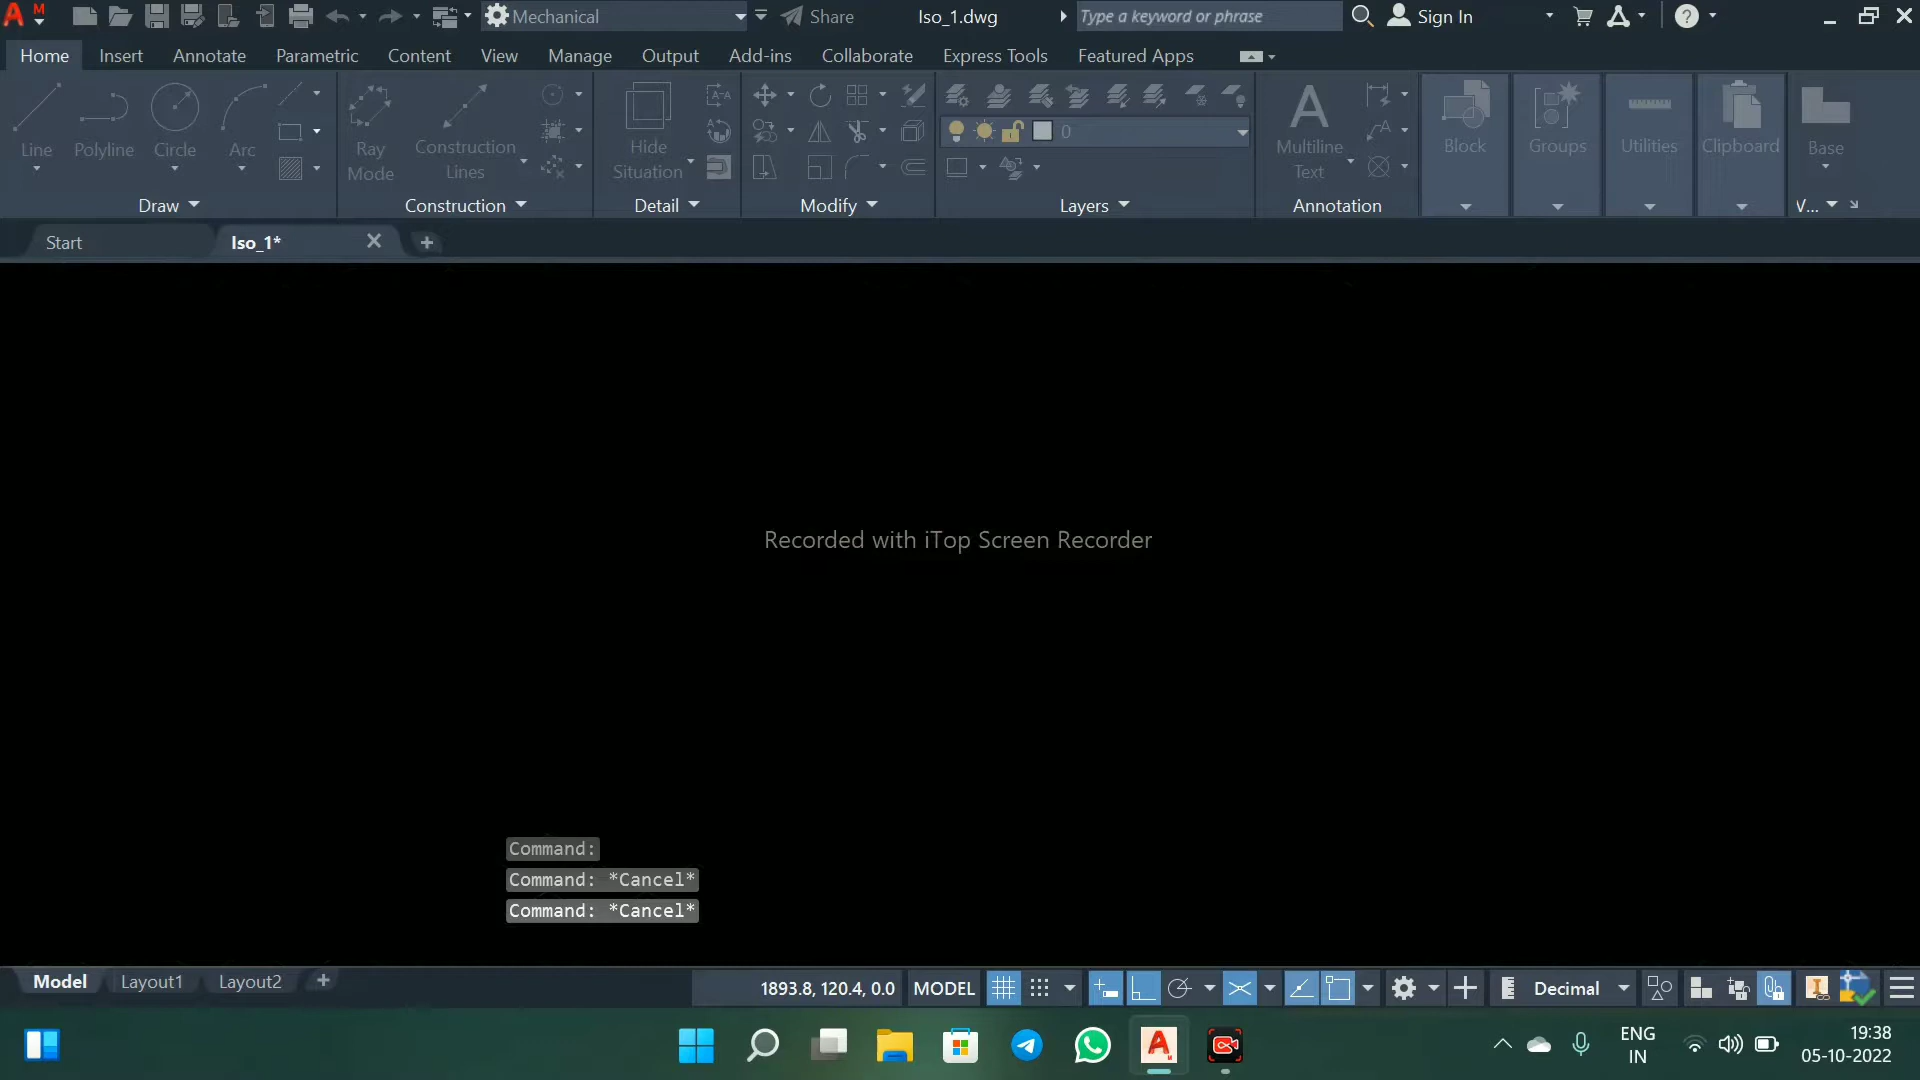 M
Mechanical
Share
Iso_1.dwg
Type a keyword or phrase
Sign In
Home
Insert
Annotate
Parametric
Content
View
Manage
Output
Add-ins
Collaborate
Express Tools
Featured Apps
Line
Polyline
Circle
Arc
Ray
Mode
Construction
Lines
Hide
Situation
0
Multiline
Text
Block
Groups
Utilities
Clipboard
Base
Draw
Construction
Detail
Modify
Layers
Annotation
V...
Start
Iso_1*
Recorded with iTop Screen Recorder
Command:
Command: *Cancel*
Command: *Cancel*
Model
Layout1
Layout2
1893.8, 120.4, 0.0
MODEL
Decimal
ENG
IN
19:38
05-10-2022